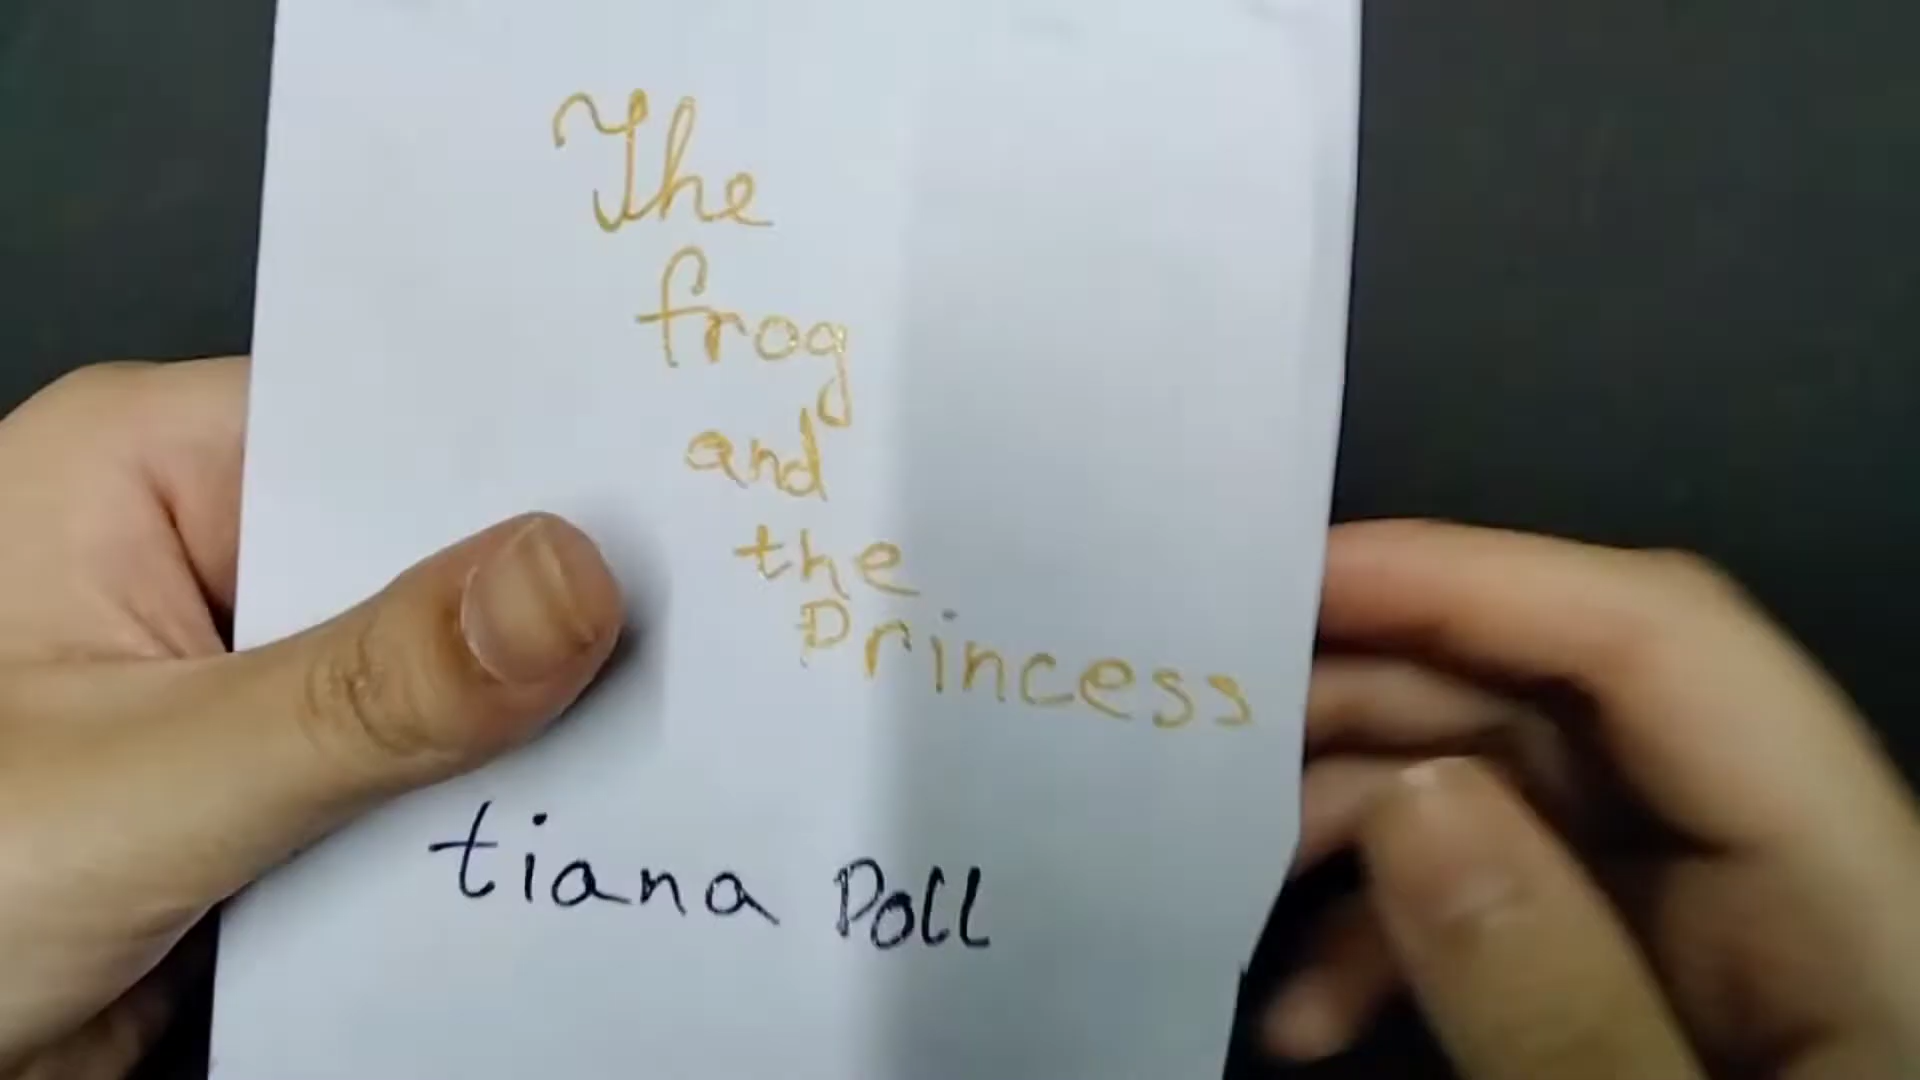 The
frog
and
the
Princess
tiana Doll